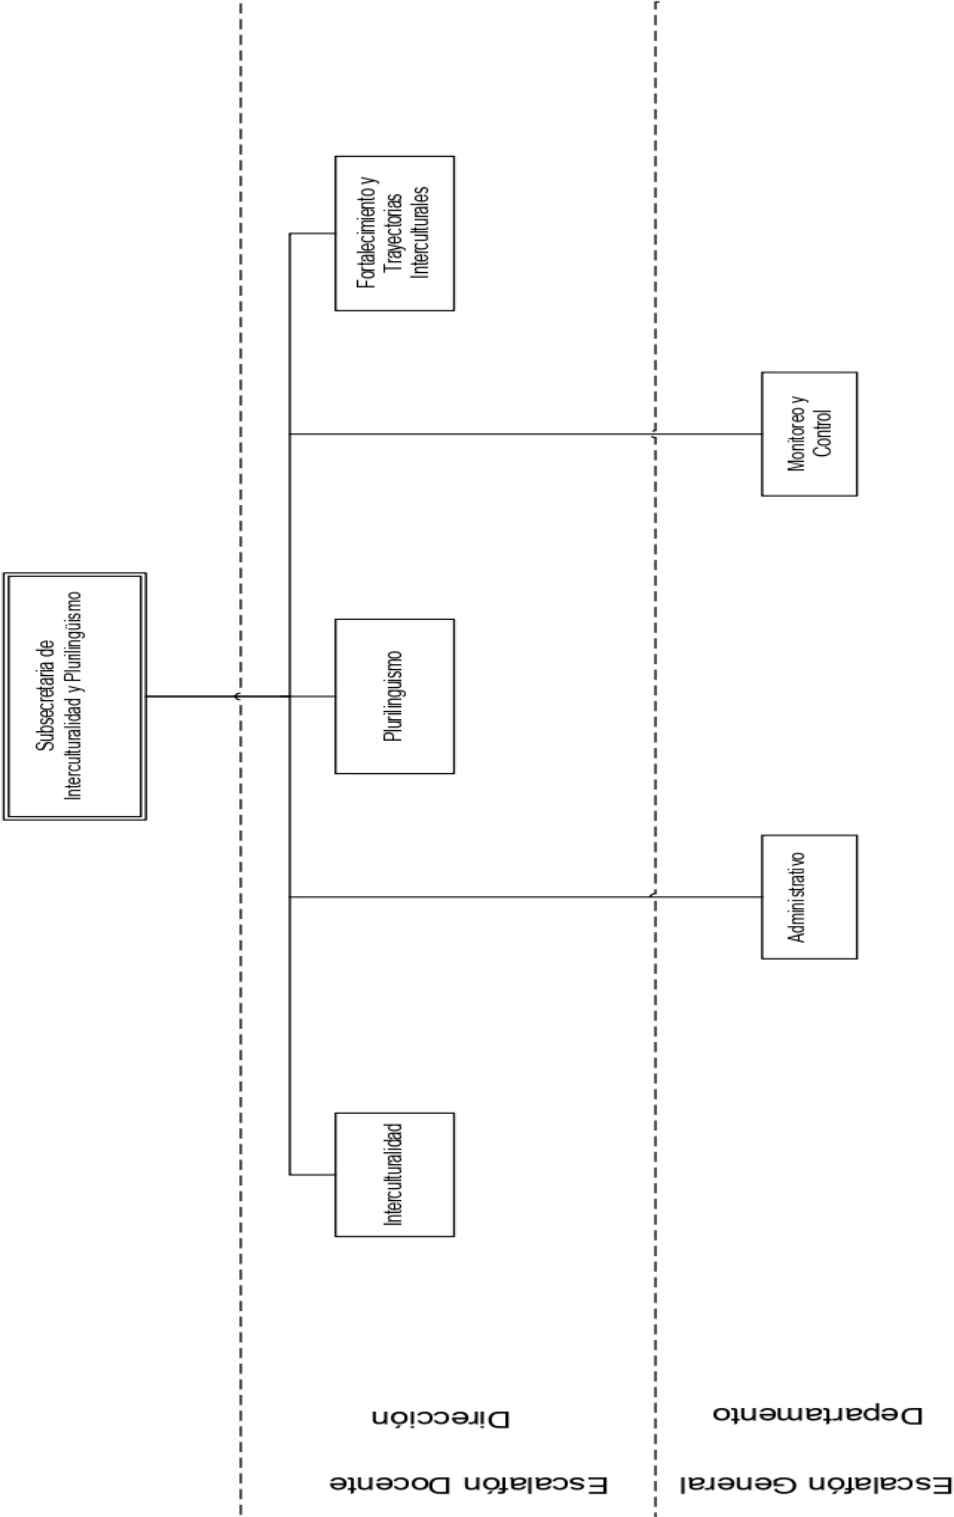 Subsecretaria de
Interculturalidad y Plurilingüismo
Interculturalidad
Plurilinguismo
Fortalecimiento y
Trayectorias
Interculturales
Administrativo
Monitoreo y
Control
Dirección
Escalafón Docente
Departamento
Escalafón General